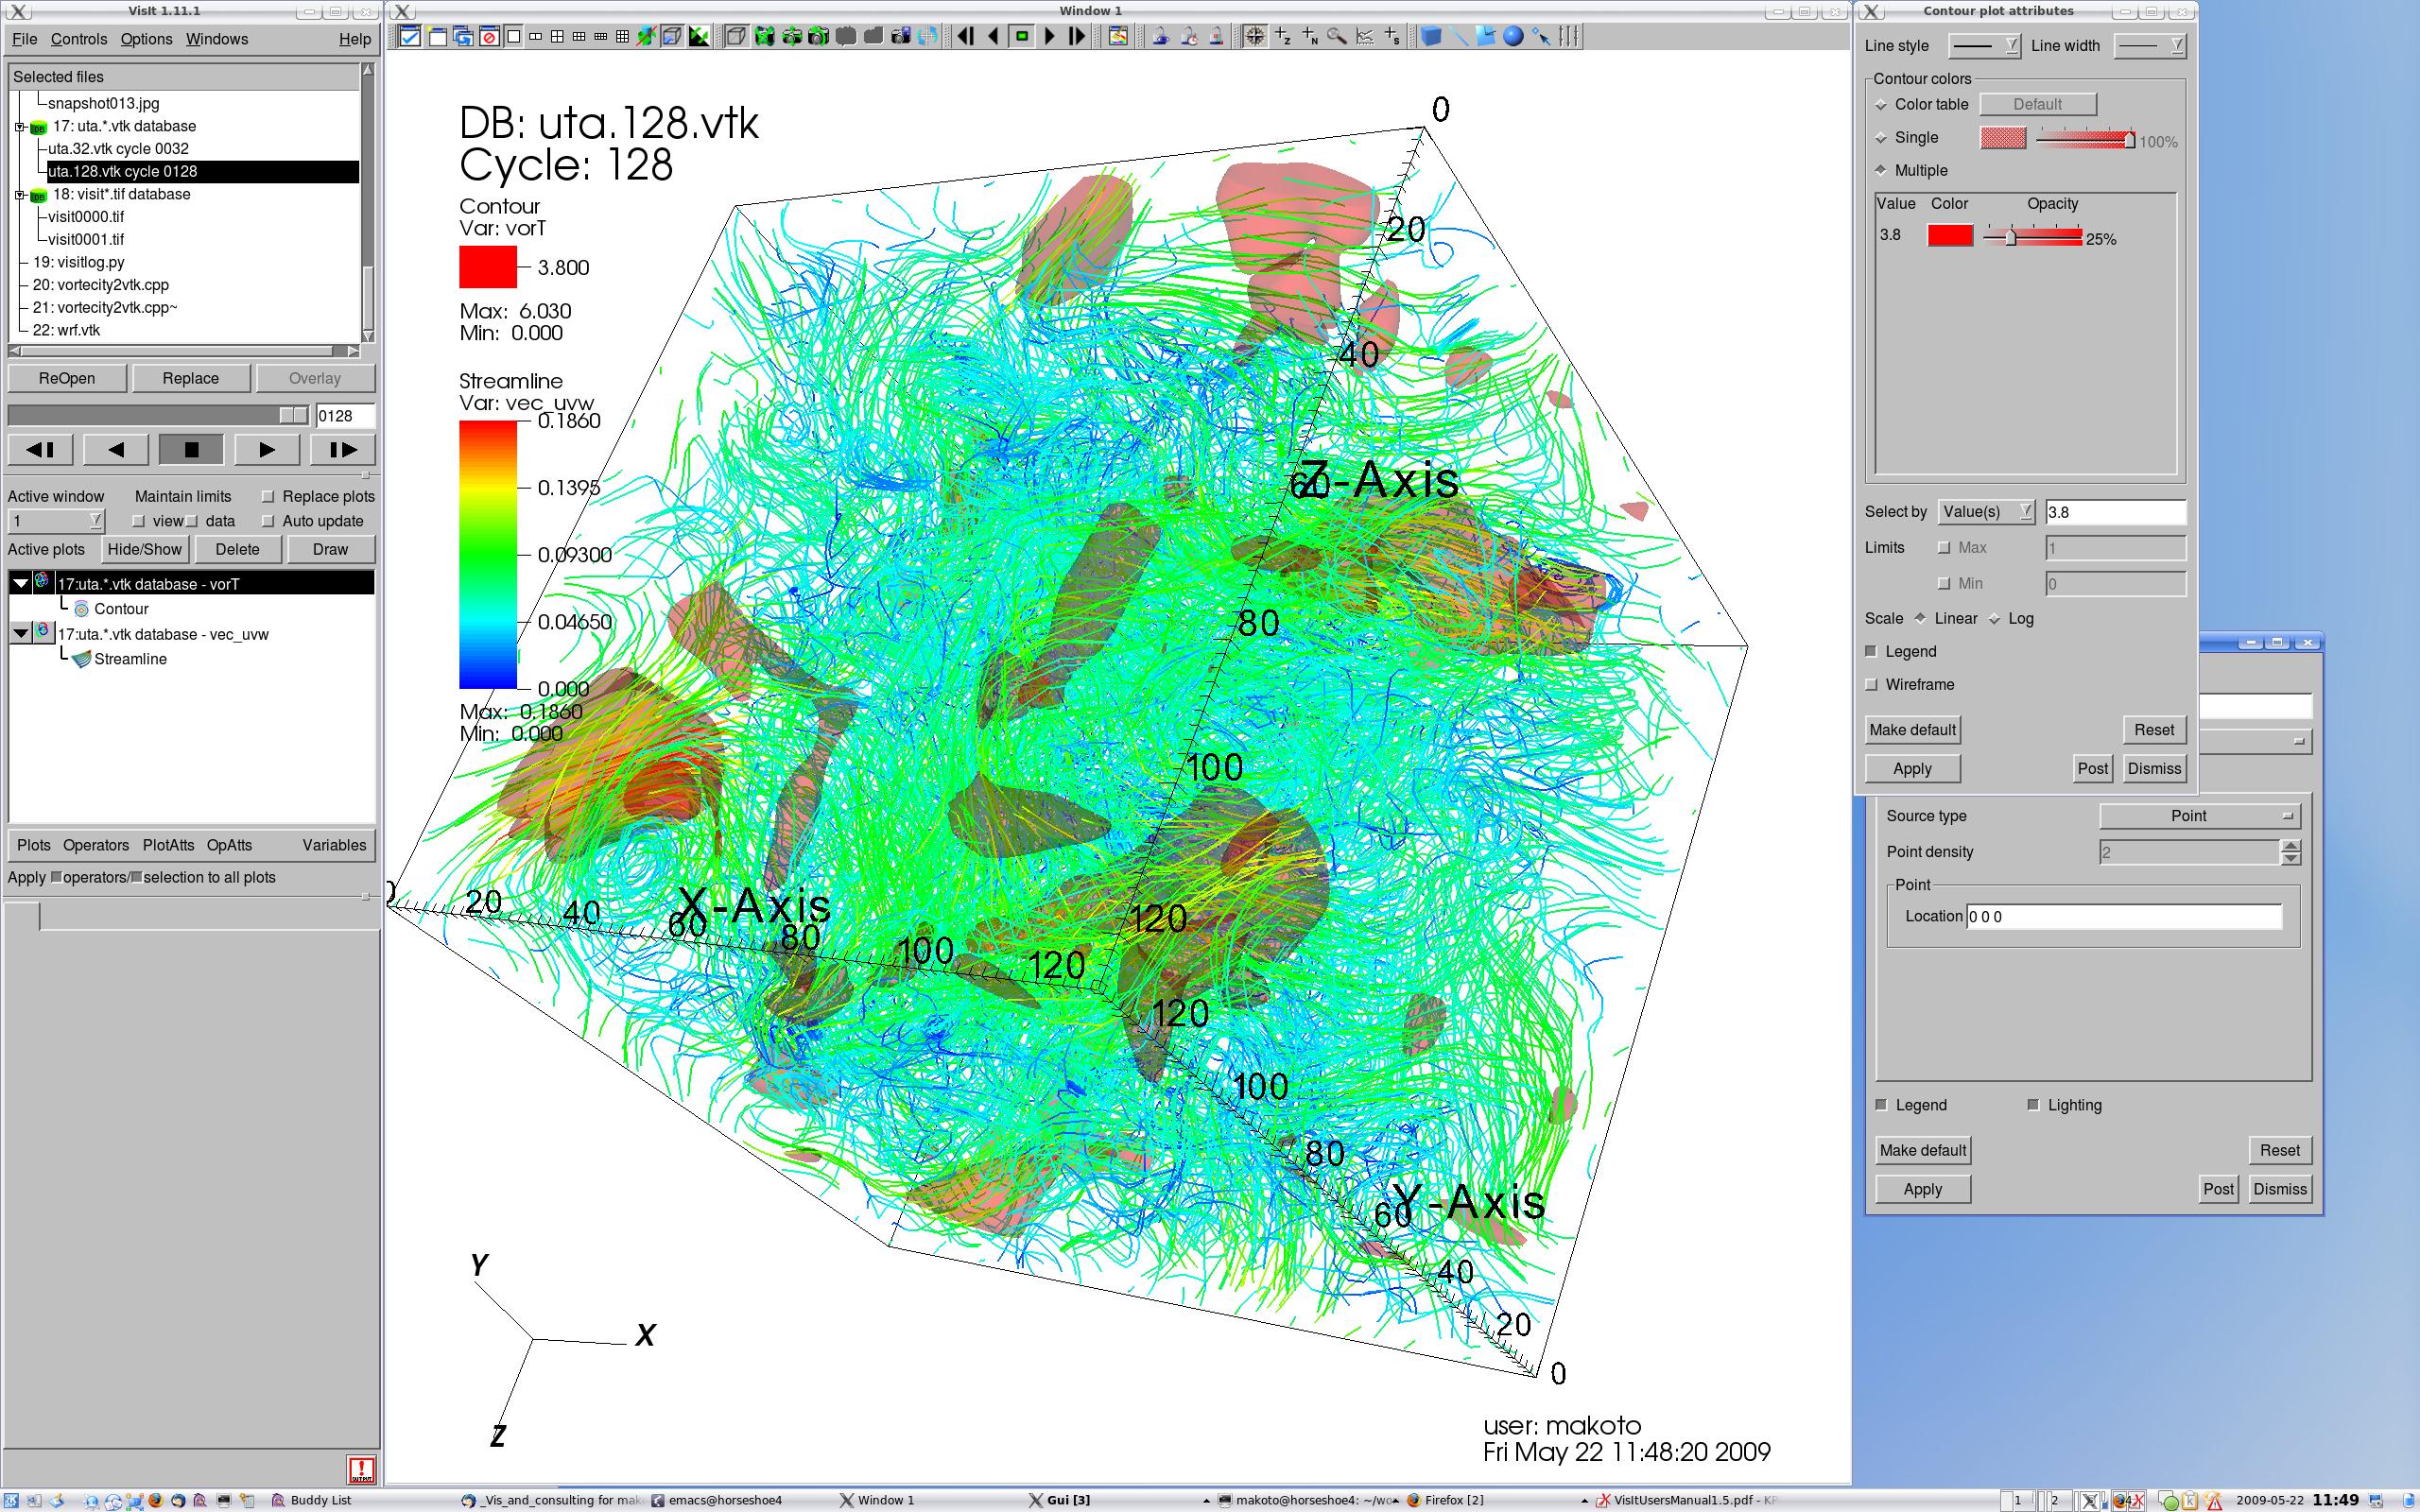 VisIt 1.11.1
File Controls Options Windows Help
Selected files
snapshot013.jpg
17: uta.*.vtk database
uta.32.vtk cycle 0032
uta.128.vtk cycle 0128
18: visit*.tif database
visit0000.tif
visit0001.tif
19: visitlog.py
20: vortecity2vtk.cpp
21: vortecity2vtk.cpp~
22: wrf.vtk
ReOpen Replace Overlay
0128
Active window Maintain limits Replace plots
1 view data Auto update
Active plots Hide/Show Delete Draw
17:uta.*.vtk database - vorT
Contour
17:uta.*.vtk database - vec_uvw
Streamline
Plots Operators PlotAtts OpAtts Variables
Apply operators/ selection to all plots
Window 1
DB: uta.128.vtk
Cycle: 128
Contour
Var: vorT
3.800
Max: 6.030
Min: 0.000
Streamline
Var: vec_uvw
0.1860
0.1395
0.09300
0.04650
0.000
Max: 0.1860
Min: 0.000
0
20
40
60
Z-Axis
80
100
120
0
20
40
60
X-Axis
80
100
120
120
100
80
60
Y-Axis
40
20
0
Y
X
Z
user: makoto
Fri May 22 11:48:20 2009
Contour plot attributes
Line style Line width
Contour colors
Color table Default
Single 100%
Multiple
Value Color Opacity
3.8 25%
Select by Value(s) 3.8
Limits Max 1
Min 0
Scale Linear Log
Legend
Wireframe
Make default Reset
Apply Post Dismiss
Source type Point
Point density 2
Point
Location 0 0 0
Legend Lighting
Make default Reset
Apply Post Dismiss
Buddy List
_Vis_and_consulting for mak
emacs@horseshoe4
Window 1
Gui [3]
makoto@horseshoe4: ~/wo
Firefox [2]
VisItUsersManual1.5.pdf - KP
1 2
2009-05-22 11:49